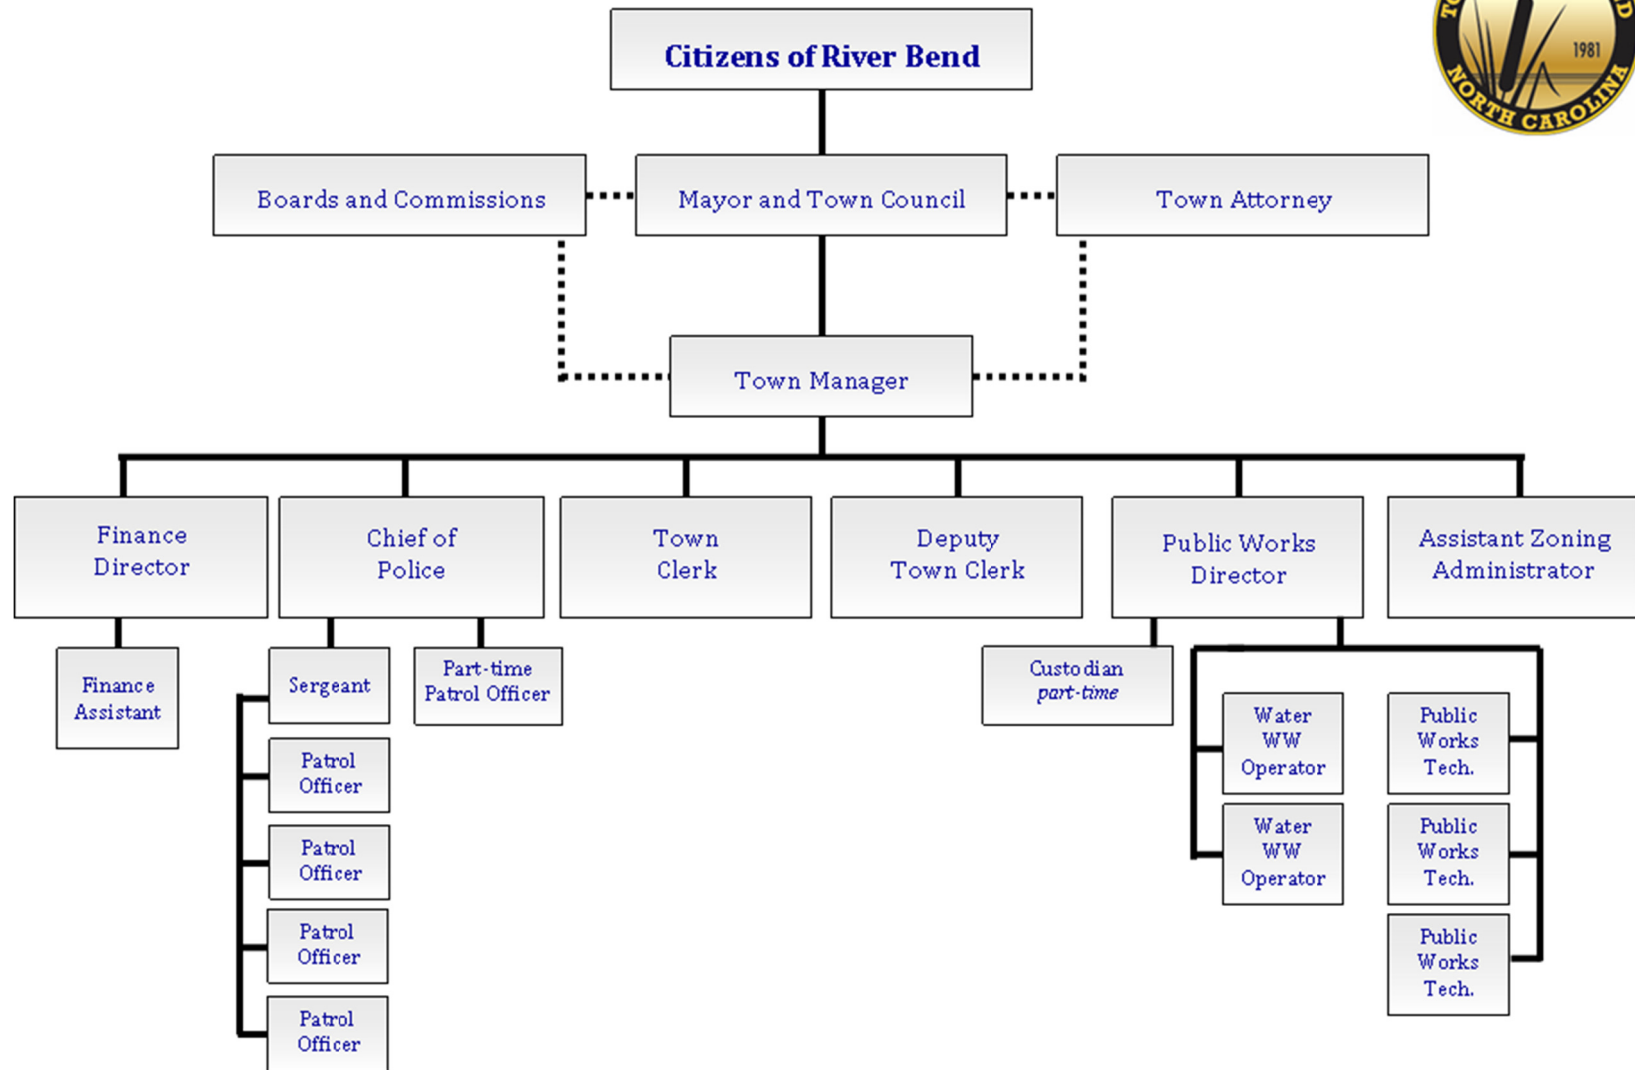 1981
NORTH CAROLINA
Citizens of River Bend
Boards and Commissions
Mayor and Town Council
Town Attorney
Town Manager
Finance
Director
Chief of
Police
Town
Clerk
Deputy
Town Clerk
Public Works
Director
Assistant Zoning
Administrator
Finance
Assistant
Sergeant
Part-time
Patrol Officer
Custodian
part-time
Patrol
Officer
Patrol
Officer
Patrol
Officer
Patrol
Officer
Water
WW
Operator
Water
WW
Operator
Public
Works
Tech.
Public
Works
Tech.
Public
Works
Tech.